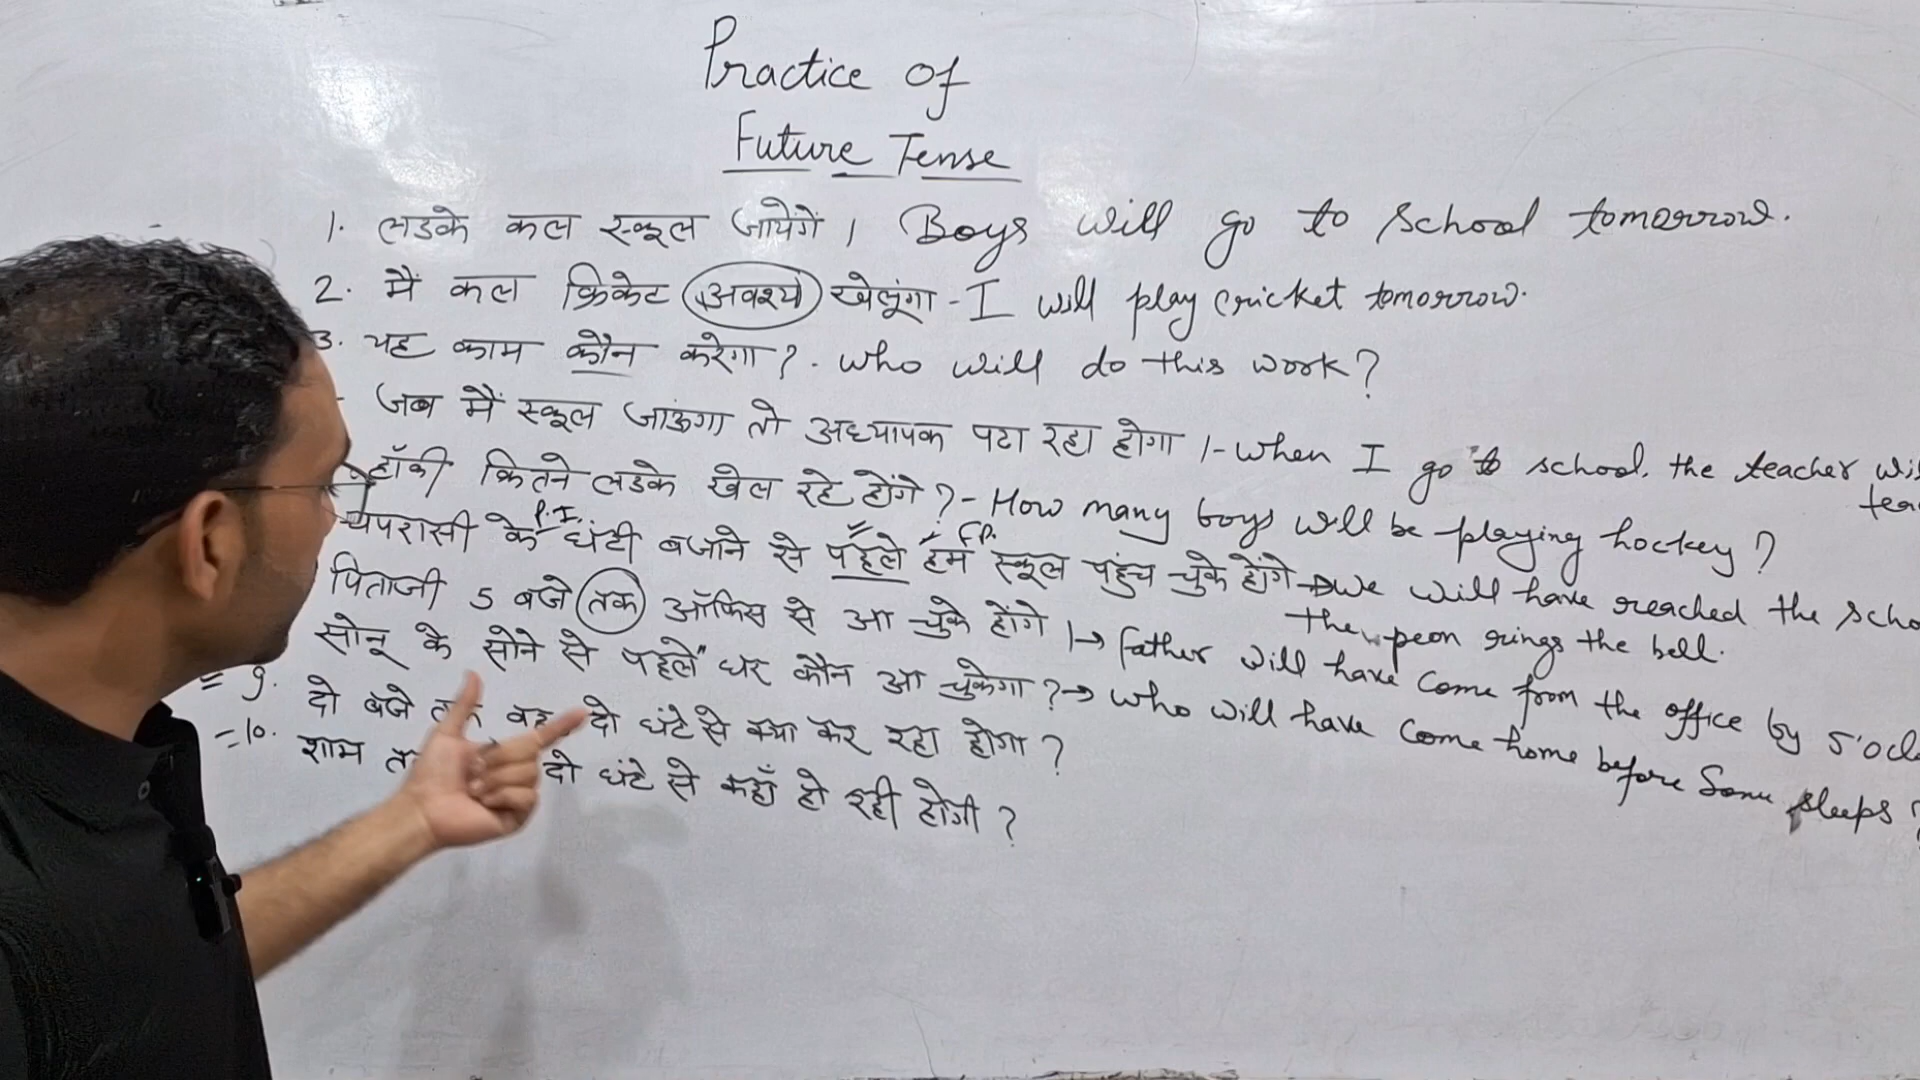 Practice of
Future Tense
1. लडके कल स्कूल जायेंगें । Boys will go to school tomorrow.
2. मैं कल क्रिकेट अवश्य खेलूंगा - I will play cricket tomorrow.
3. यह काम कौन करेगा ? . Who will do this work ?
जब मैं स्कूल जाऊंगा तो अध्यापक पढा रहा होगा । - When I go to school, the teacher
हॉकी कितने लडके खेल रहे होंगे ? - How many boys will be playing hockey ?
P.I. F.P.
चपरासी के घंटी बजाने से पहले हम स्कूल पहुंच चुके होंगे → we will have reached the
the peon rings the bell.
पिताजी 5 बजे तक ऑफिस से आ चुके होंगे । → father will have come from the office by 5'
सोनू के सोने से पहले घर कौन आ चुकेगा ? → who will have come home before Sonu sleeps ?
= 9. दो बजे वह दो घंटे से क्या कर रहा होगा ?
= 10. शाम दो घंटे से कहाँ हो रही होगी ?